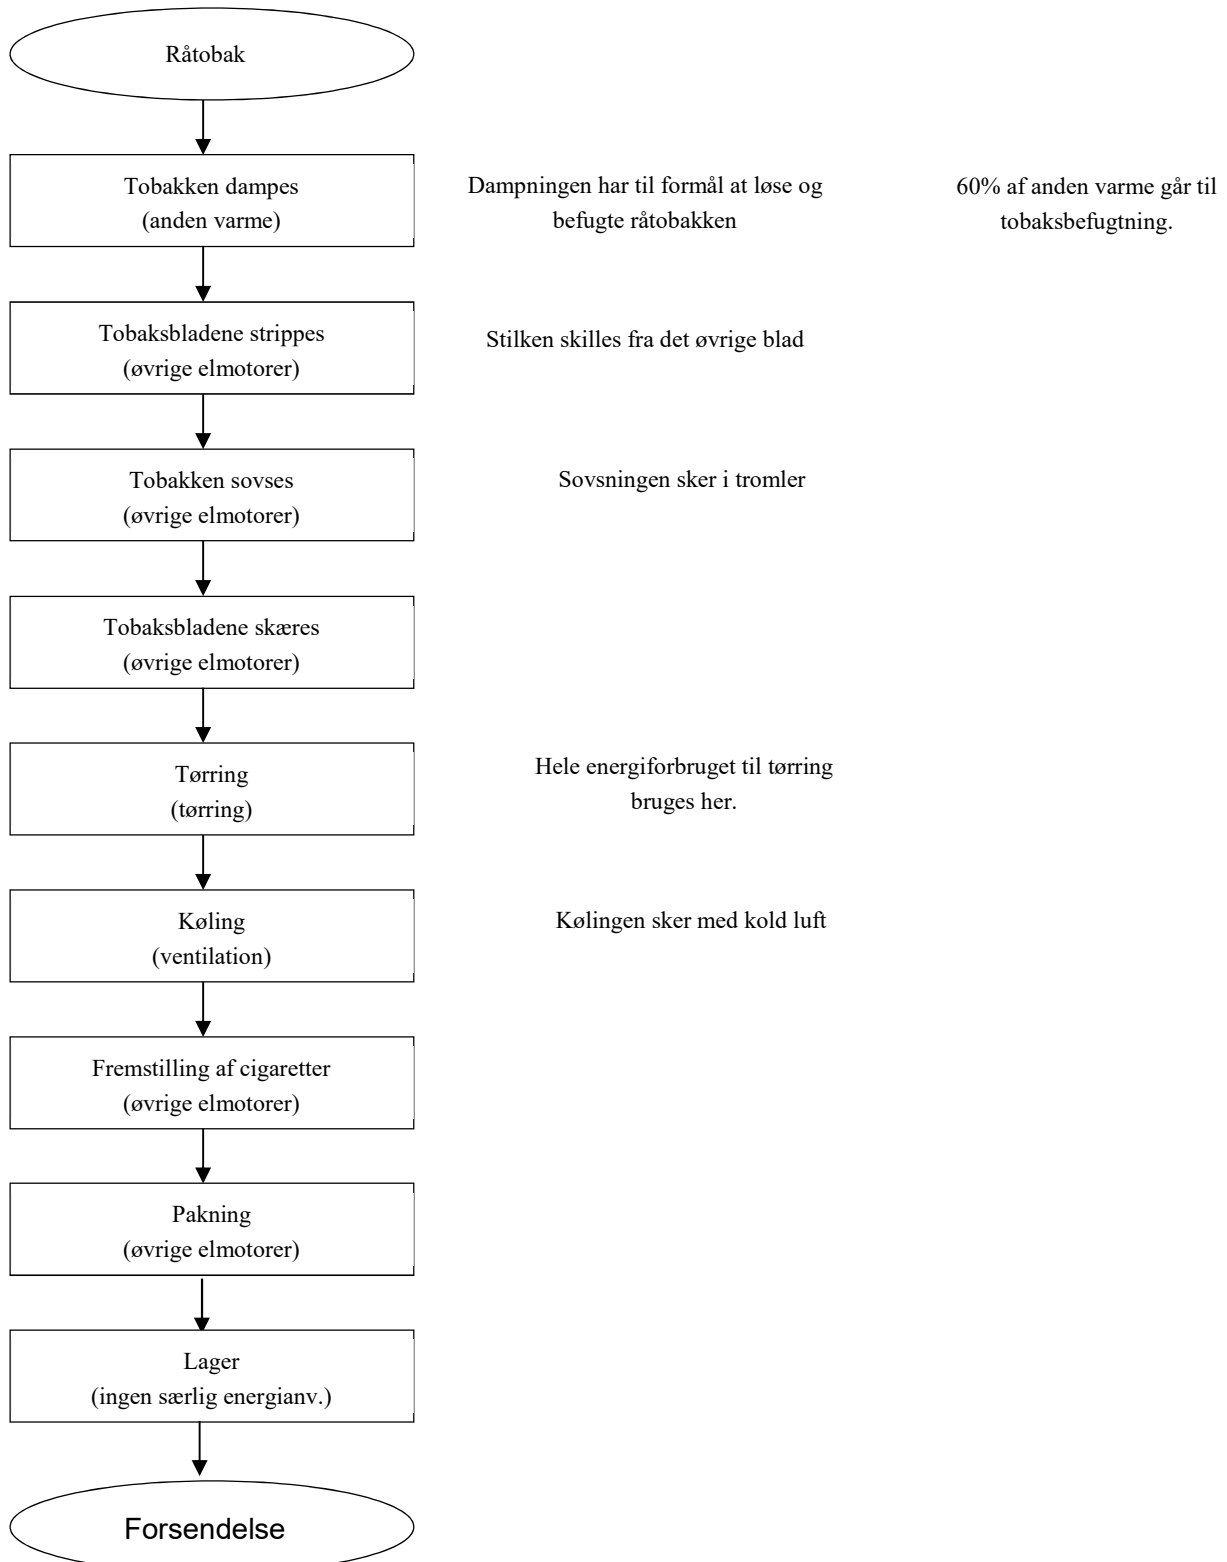 Råtobak
Tobakken dampes
(anden varme)
Dampningen har til formål at løse og
befugte råtobakken
60% af anden varme går til
tobaksbefugtning.
Tobaksbladene strippes
(øvrige elmotorer)
Stilken skilles fra det øvrige blad
Tobakken sovses
(øvrige elmotorer)
Sovsningen sker i tromler
Tobaksbladene skæres
(øvrige elmotorer)
Tørring
(tørring)
Hele energiforbruget til tørring
bruges her.
Køling
(ventilation)
Kølingen sker med kold luft
Fremstilling af cigaretter
(øvrige elmotorer)
Pakning
(øvrige elmotorer)
Lager
(ingen særlig energianv.)
Forsendelse